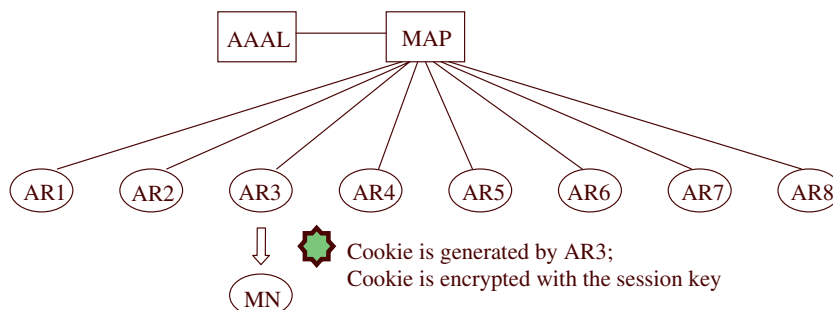 AAAL MAP
AR1 AR2 AR3 AR4 AR5 AR6 AR7 AR8
Cookie is generated by AR3;
Cookie is encrypted with the session key
MN